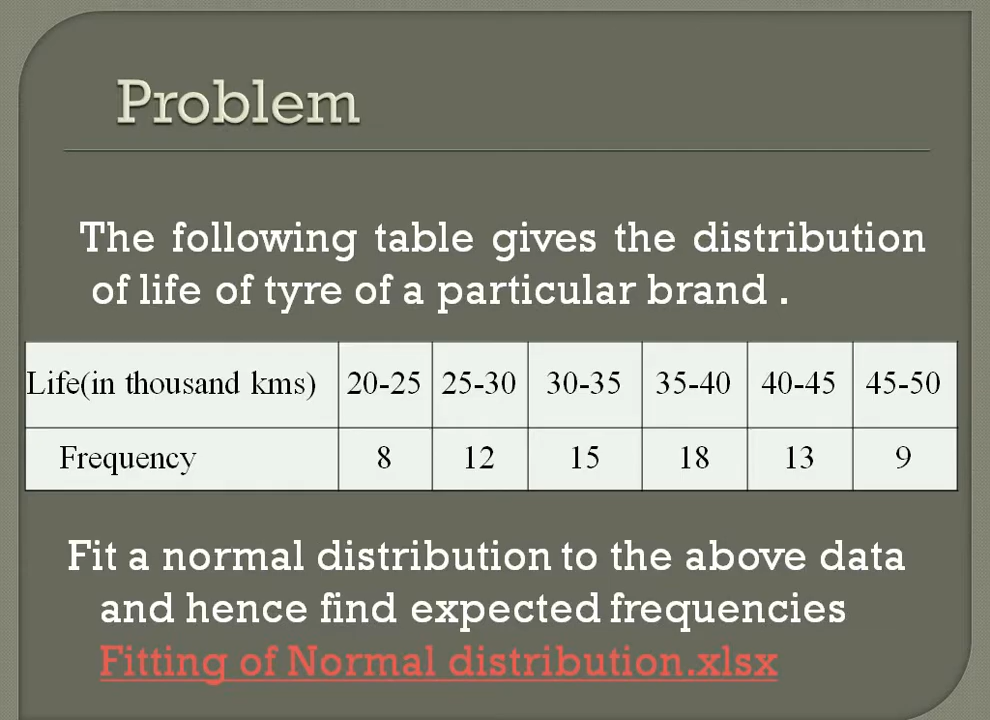 Problem
The following table gives the distribution
of life of tyre of a particular brand .
Life(in thousand kms) 20-25 25-30 30-35 35-40 40-45 45-50
Frequency 8 12 15 18 13 9
Fit a normal distribution to the above data
and hence find expected frequencies
Fitting of Normal distribution.xlsx